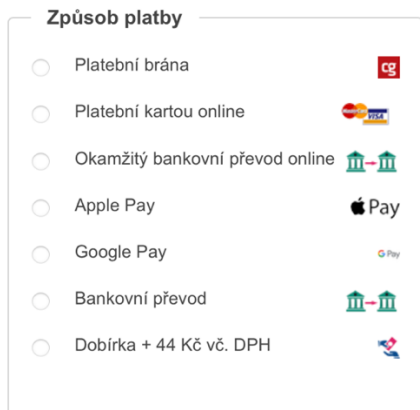 Způsob platby
Platební brána cg
Platební kartou online MasterCard VISA
Okamžitý bankovní převod online
Apple Pay Pay
Google Pay G Pay
Bankovní převod
Dobírka + 44 Kč vč. DPH